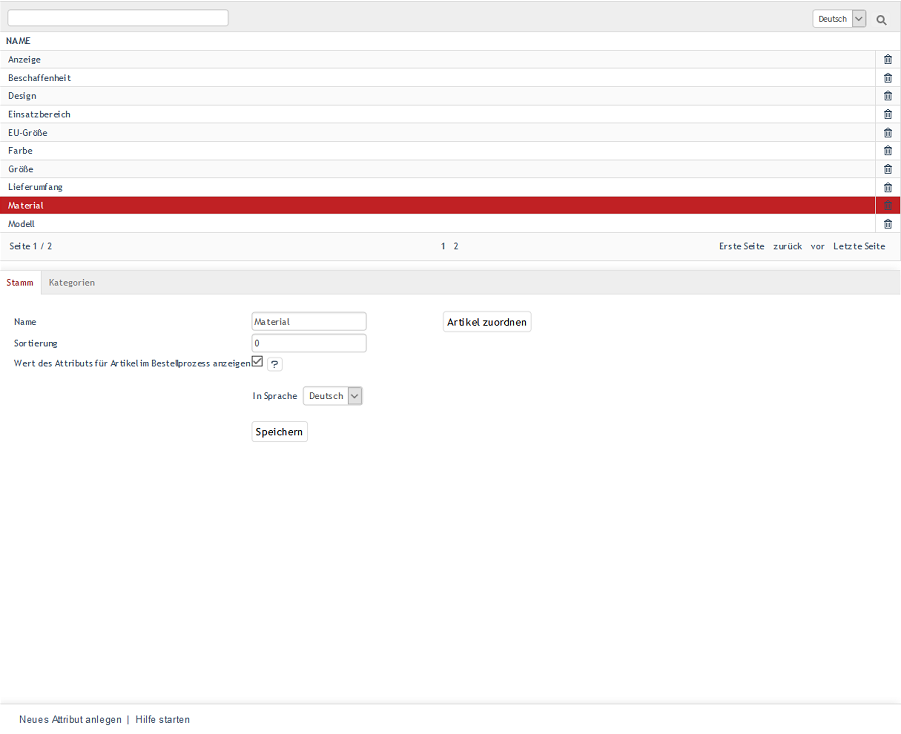 Deutsch
NAME
Anzeige
Beschaffenheit
Design
Einsatzbereich
EU-Größe
Farbe
Größe
Lieferumfang
Material
Modell
Seite 1 / 2 1 2 Erste Seite zurück vor Letzte Seite
Stamm Kategorien
Name Material Artikel zuordnen
Sortierung 0
Wert des Attributs für Artikel im Bestellprozess anzeigen ?
In Sprache Deutsch
Speichern
Neues Attribut anlegen | Hilfe starten